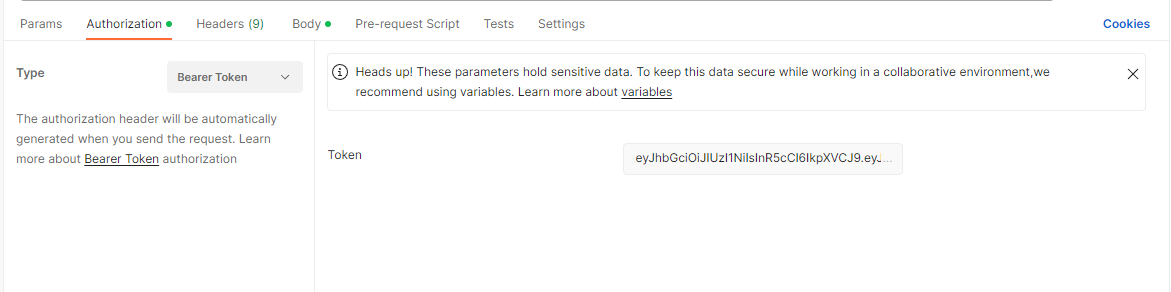 Params Authorization Headers (9) Body Pre-request Script Tests Settings Cookies
Type Bearer Token
The authorization header will be automatically
generated when you send the request. Learn
more about Bearer Token authorization
Heads up! These parameters hold sensitive data. To keep this data secure while working in a collaborative environment,we
recommend using variables. Learn more about variables
Token eyJhbGciOiJIUzI1NiIsInR5cCI6IkpXVCJ9.eyJ...